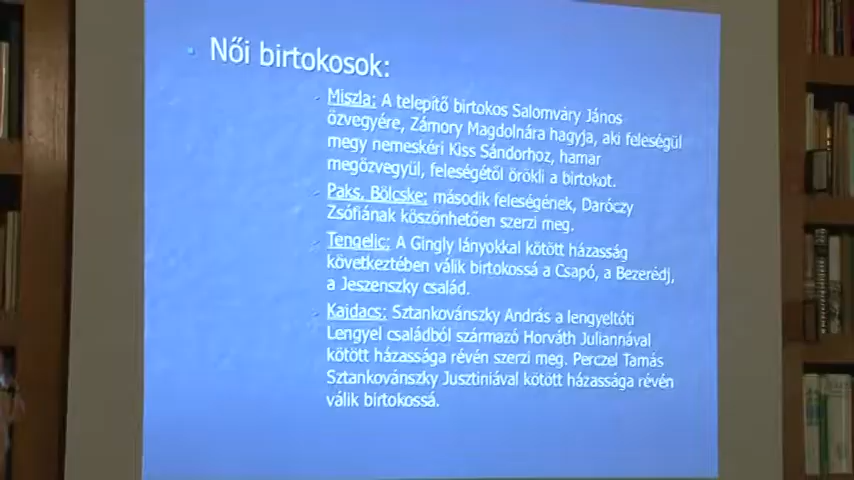 Női birtokosok:
Miszla: A telepítő birtokos Salomváry János
özvegyére, Zámory Magdolnára hagyja, aki feleségül
megy nemeskéri Kiss Sándorhoz, hamar
megözvegyül, feleségétől örökli a birtokot.
Paks, Bölcske: második feleségének, Daróczy
Zsófiának köszönhetően szerzi meg.
Tengelic: A Gingly lányokkal kötött házasság
következtében válik birtokossá a Csapó, a Bezerédj,
a Jeszenszky család.
Kajdacs: Sztankovánszky András a lengyeltóti
Lengyel családból származó Horváth Juliannával
kötött házassága révén szerzi meg. Perczel Tamás
Sztankovánszky Jusztiniával kötött házassága révén
válik birtokossá.